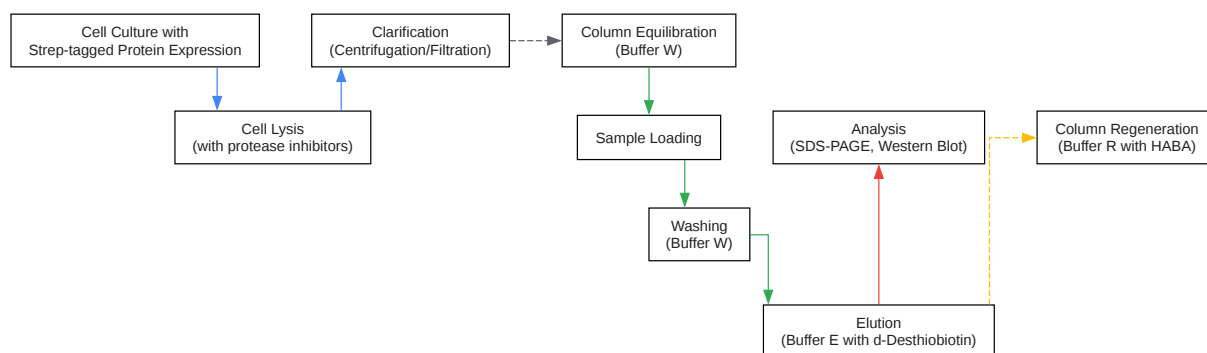 Cell Culture with
Strep-tagged Protein Expression
Cell Lysis
(with protease inhibitors)
Clarification
(Centrifugation/Filtration)
Column Equilibration
(Buffer W)
Sample Loading
Washing
(Buffer W)
Elution
(Buffer E with d-Desthiobiotin)
Analysis
(SDS-PAGE, Western Blot)
Column Regeneration
(Buffer R with HABA)